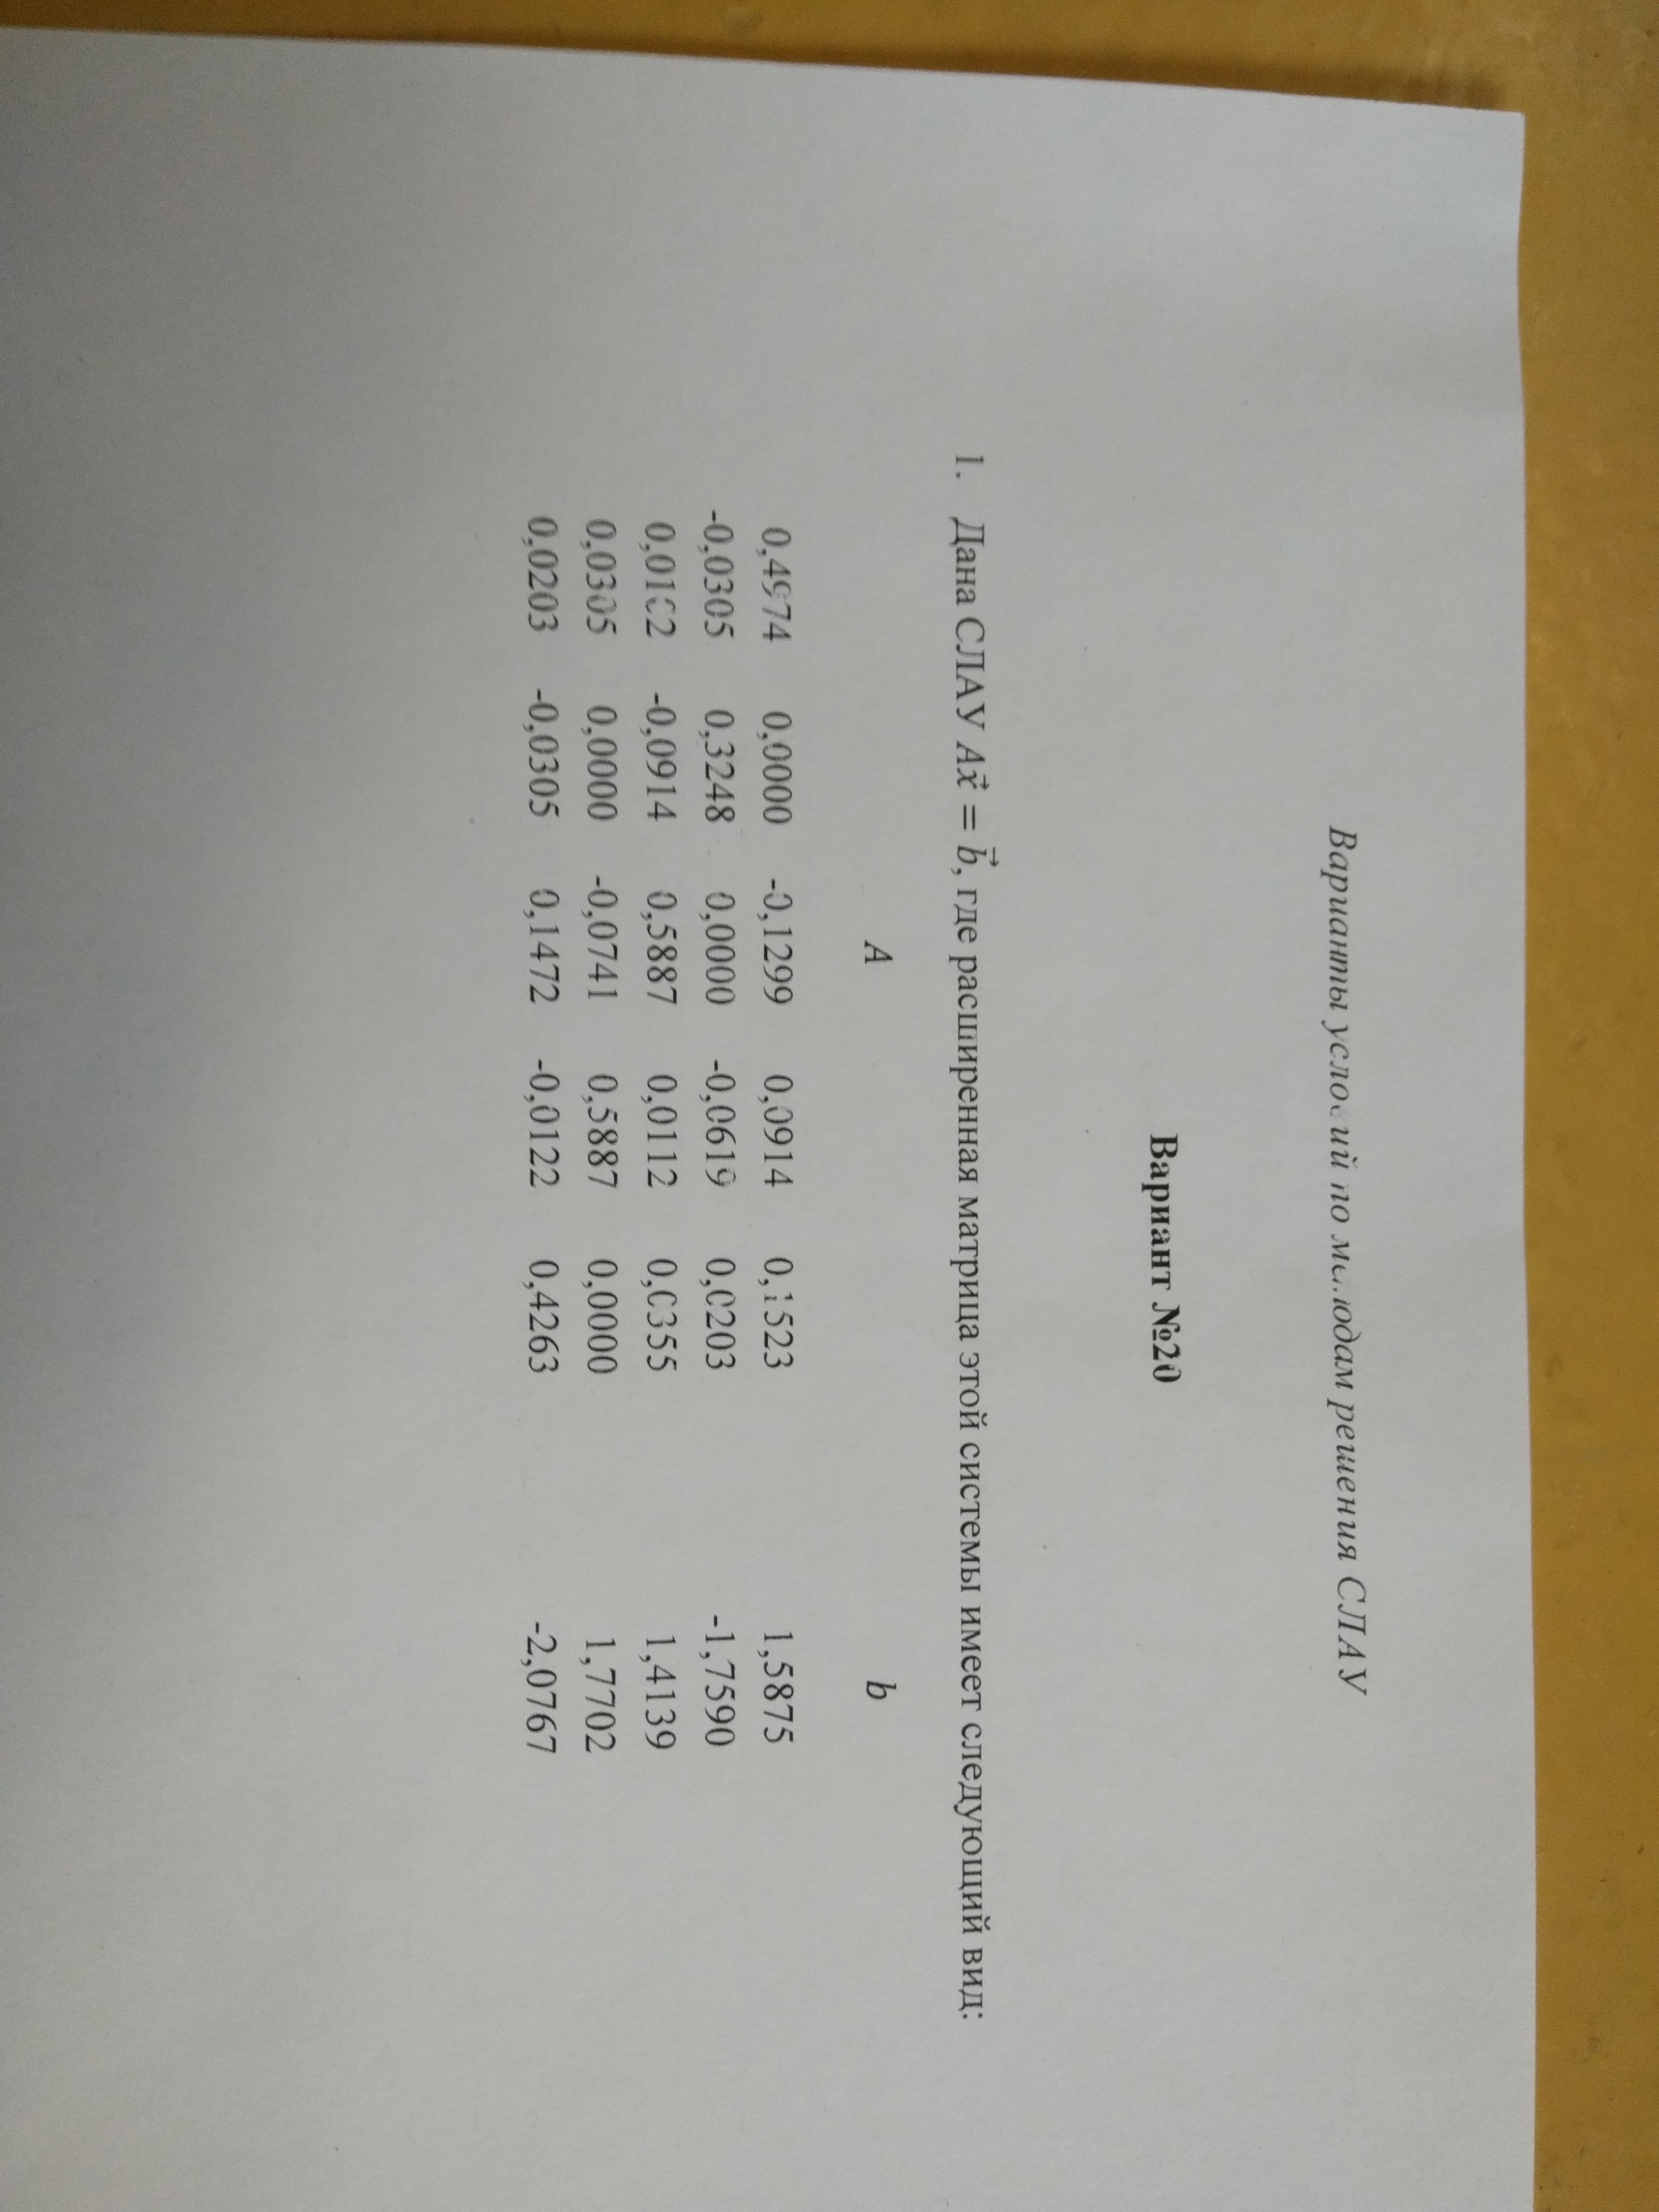 Варианты условий по методам решения СЛАУ
Вариант №20
1. Дана СЛАУ Ax⃗ = b⃗, где расширенная матрица этой системы имеет следующий вид:
A b
0,4974 0,0000 -0,1299 0,0914 0,1523 1,5875
-0,0305 0,3248 0,0000 -0,0619 0,0203 -1,7590
0,0102 -0,0914 0,5887 0,0112 0,0355 1,4139
0,0305 0,0000 -0,0741 0,5887 0,0000 1,7702
0,0203 -0,0305 0,1472 -0,0122 0,4263 -2,0767